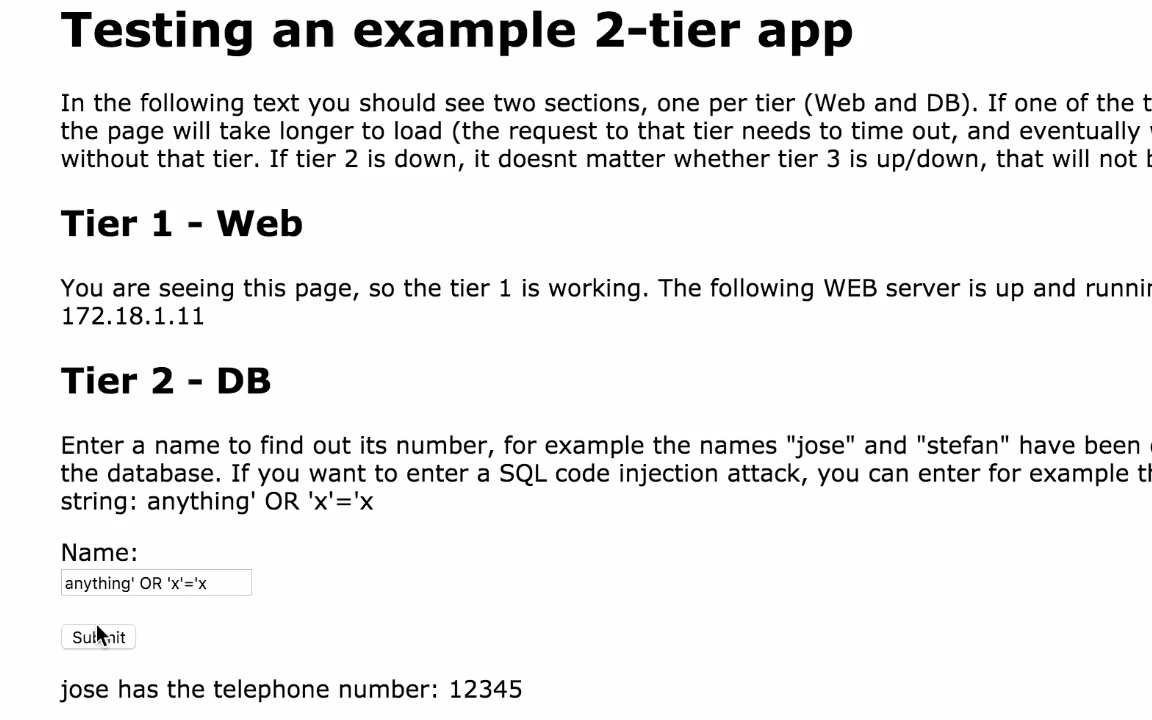 Testing an example 2-tier app
In the following text you should see two sections, one per tier (Web and DB). If one of the
the page will take longer to load (the request to that tier needs to time out, and eventually
without that tier. If tier 2 is down, it doesnt matter whether tier 3 is up/down, that will not
Tier 1 - Web
You are seeing this page, so the tier 1 is working. The following WEB server is up and
172.18.1.11
Tier 2 - DB
Enter a name to find out its number, for example the names "jose" and "stefan" have been
the database. If you want to enter a SQL code injection attack, you can enter for example
string: anything' OR 'x'='x
Name:
anything' OR 'x'='x
Submit
jose has the telephone number: 12345